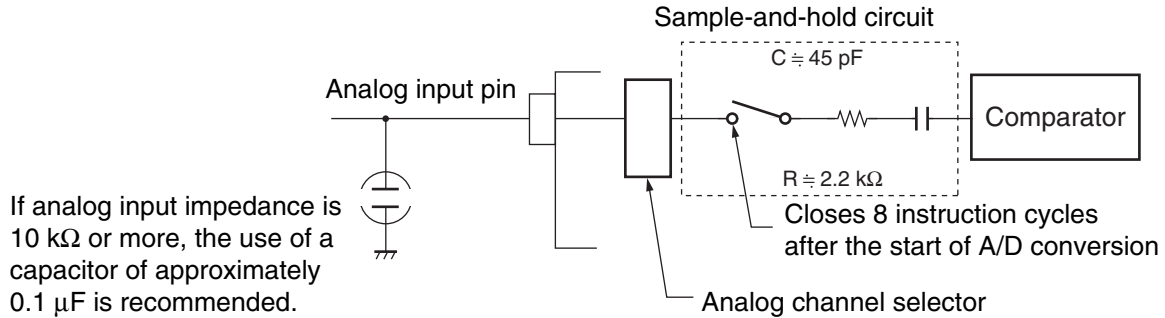 Sample-and-hold circuit
C ≒ 45 pF
Analog input pin
Comparator
R ≒ 2.2 kΩ
If analog input impedance is
10 kΩ or more, the use of a
capacitor of approximately
0.1 μF is recommended.
Closes 8 instruction cycles
after the start of A/D conversion
Analog channel selector